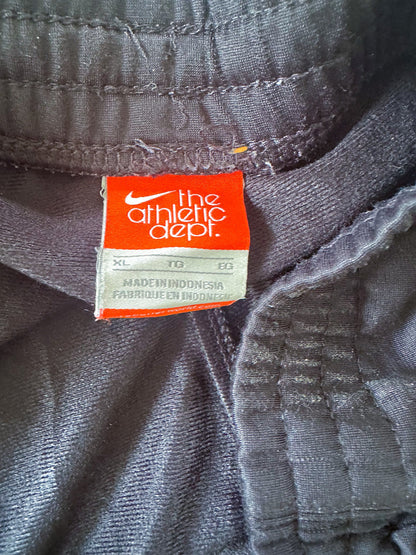 the
athletic
dept.
XL TG EG
MADE IN INDONESIA
FABRIQUE EN INDONESIE